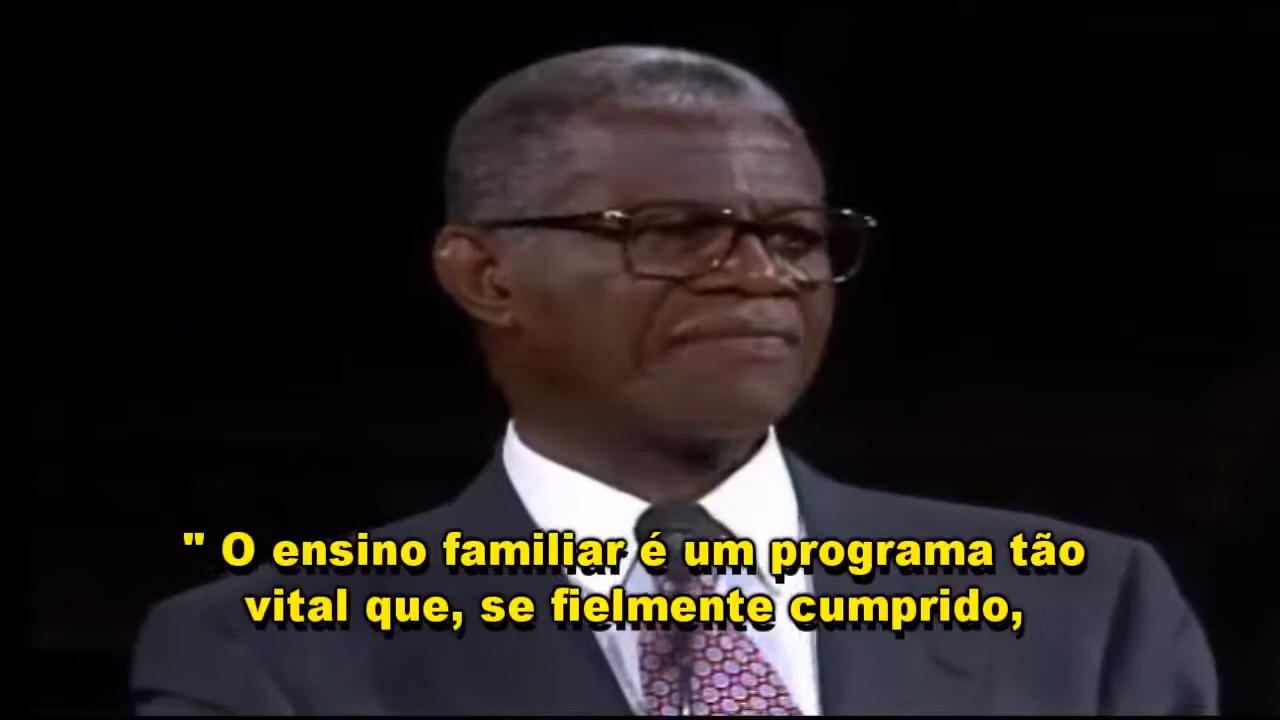 " O ensino familiar é um programa tão
vital que, se fielmente cumprido,